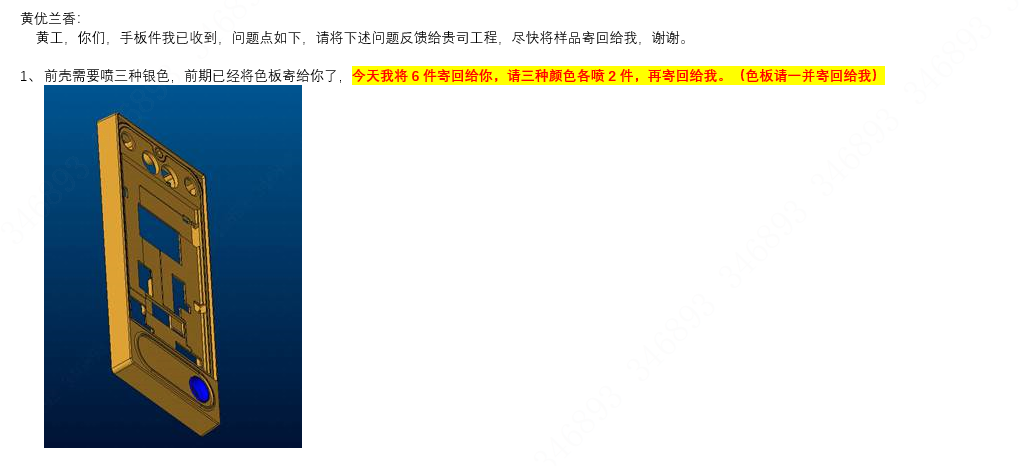 黄优兰香：
黄工，你们，手板件我已收到，问题点如下，请将下述问题反馈给贵司工程，尽快将样品寄回给我，谢谢。
1、 前壳需要喷三种银色，前期已经将色板寄给你了，今天我将 6 件寄回给你，请三种颜色各喷 2 件，再寄回给我。（色板请一并寄回给我）
316893
316893
316893
316893
316893